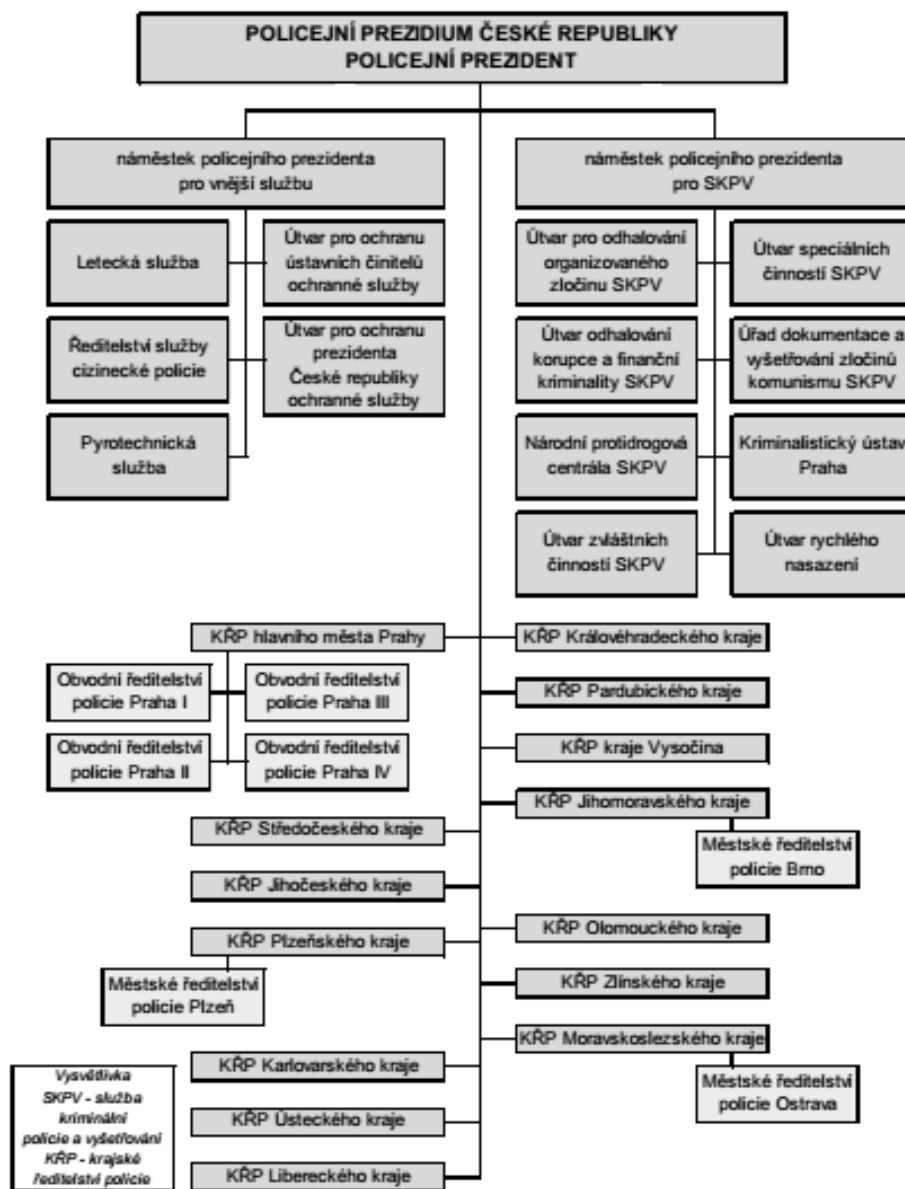 POLICEJNÍ PREZIDIUM ČESKÉ REPUBLIKY
POLICEJNÍ PREZIDENT
náměstek policejního prezidenta
pro vnější službu
náměstek policejního prezidenta
pro SKPV
Letecká služba
Útvar pro ochranu
ústavních činitelů
ochranné služby
Ředitelství služby
cizinecké policie
Útvar pro ochranu
prezidenta
České republiky
ochranné služby
Pyrotechnická
služba
Útvar pro odhalování
organizovaného
zločinu SKPV
Útvar speciálních
činností SKPV
Útvar odhalování
korupce a finanční
kriminality SKPV
Úřad dokumentace a
vyšetřování zločinů
komunismu SKPV
Národní protidrogová
centrála SKPV
Kriminalistický ústav
Praha
Útvar zvláštních
činností SKPV
Útvar rychlého
nasazení
KŘP hlavního města Prahy
Obvodní ředitelství
policie Praha I
Obvodní ředitelství
policie Praha III
Obvodní ředitelství
policie Praha II
Obvodní ředitelství
policie Praha IV
KŘP Středočeského kraje
KŘP Jihočeského kraje
KŘP Plzeňského kraje
Městské ředitelství
policie Plzeň
KŘP Karlovarského kraje
KŘP Ústeckého kraje
KŘP Libereckého kraje
KŘP Královéhradeckého kraje
KŘP Pardubického kraje
KŘP kraje Vysočina
KŘP Jihomoravského kraje
Městské ředitelství
policie Brno
KŘP Olomouckého kraje
KŘP Zlínského kraje
KŘP Moravskoslezského kraje
Městské ředitelství
policie Ostrava
Vysvětlivka
SKPV - služba
kriminální
policie a vyšetřování
KŘP - krajské
ředitelství policie